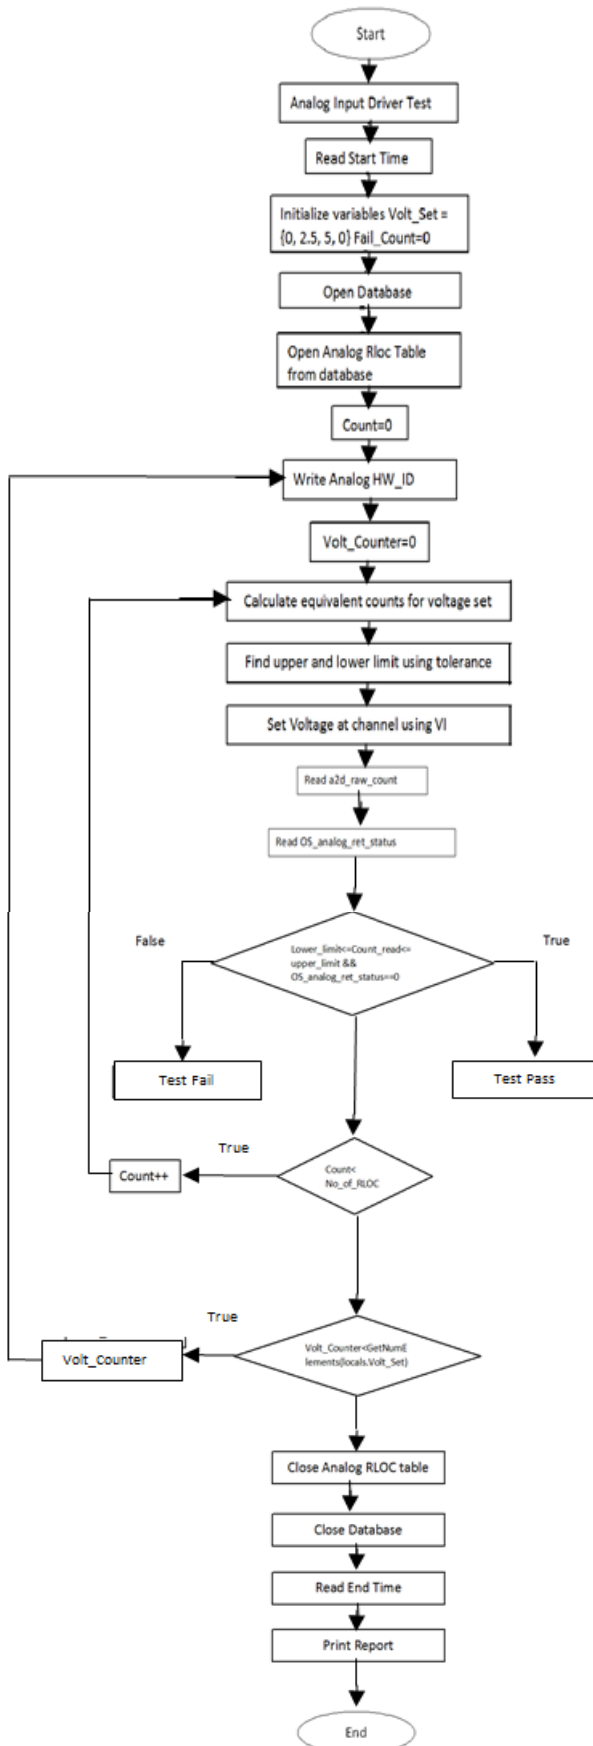 Start
Analog Input Driver Test
Read Start Time
Initialize variables Volt_Set =
{0, 2.5, 5, 0} Fail_Count=0
Open Database
Open Analog Rloc Table
from database
Count=0
Write Analog HW_ID
Volt_Counter=0
Calculate equivalent counts for voltage set
Find upper and lower limit using tolerance
Set Voltage at channel using VI
Read a2d_raw_count
Read OS_analog_ret_status
False
True
Lower_limit<=Count_read<=
upper_limit &&
OS_analog_ret_status==0
Test Fail
Test Pass
True
Count++
Count<
No_of_RLOC
True
Volt_Counter
Volt_Counter<GetNumE
lements(locals.Volt_Set)
Close Analog RLOC table
Close Database
Read End Time
Print Report
End